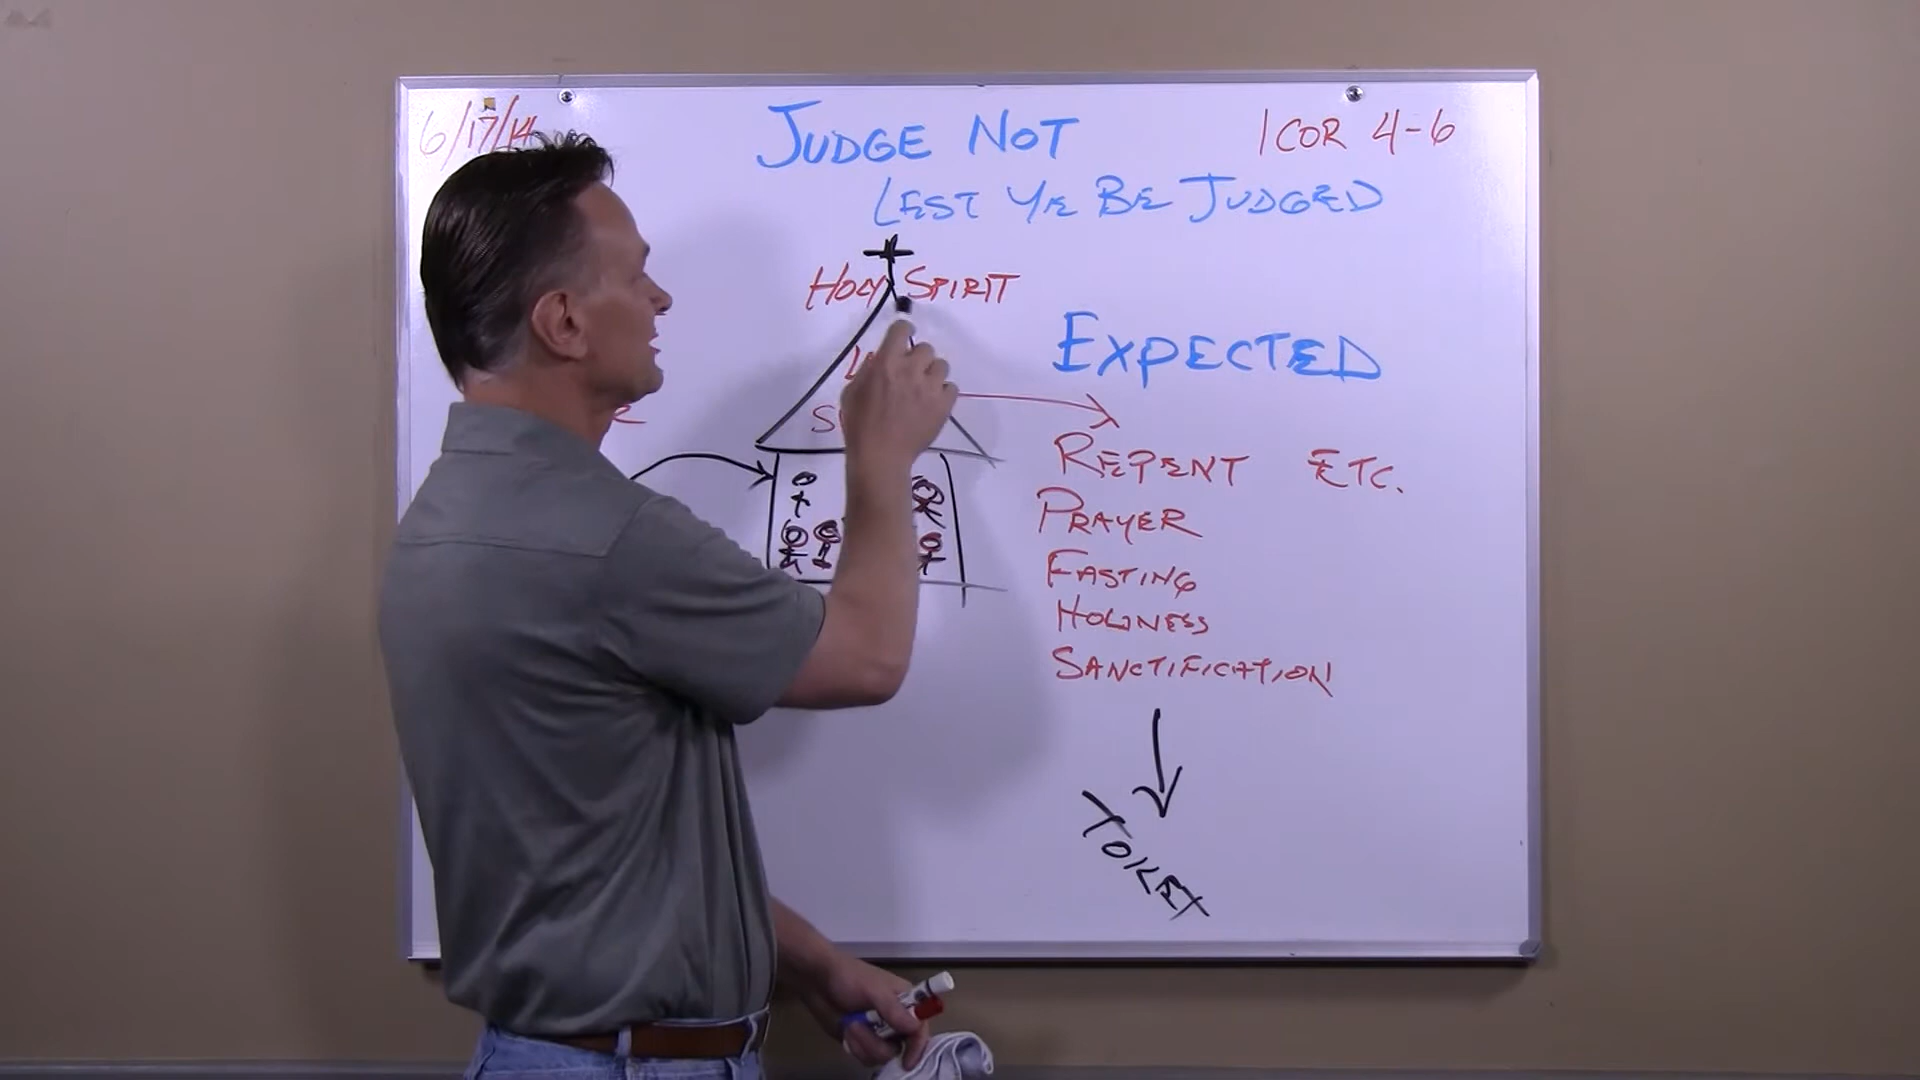 6/17/14
JUDGE NOT
1 COR 4-6
LEST YE BE JUDGED
HOLY SPIRIT
EXPECTED
REPENT ETC.
PRAYER
FASTING
HOLINESS
SANCTIFICATION